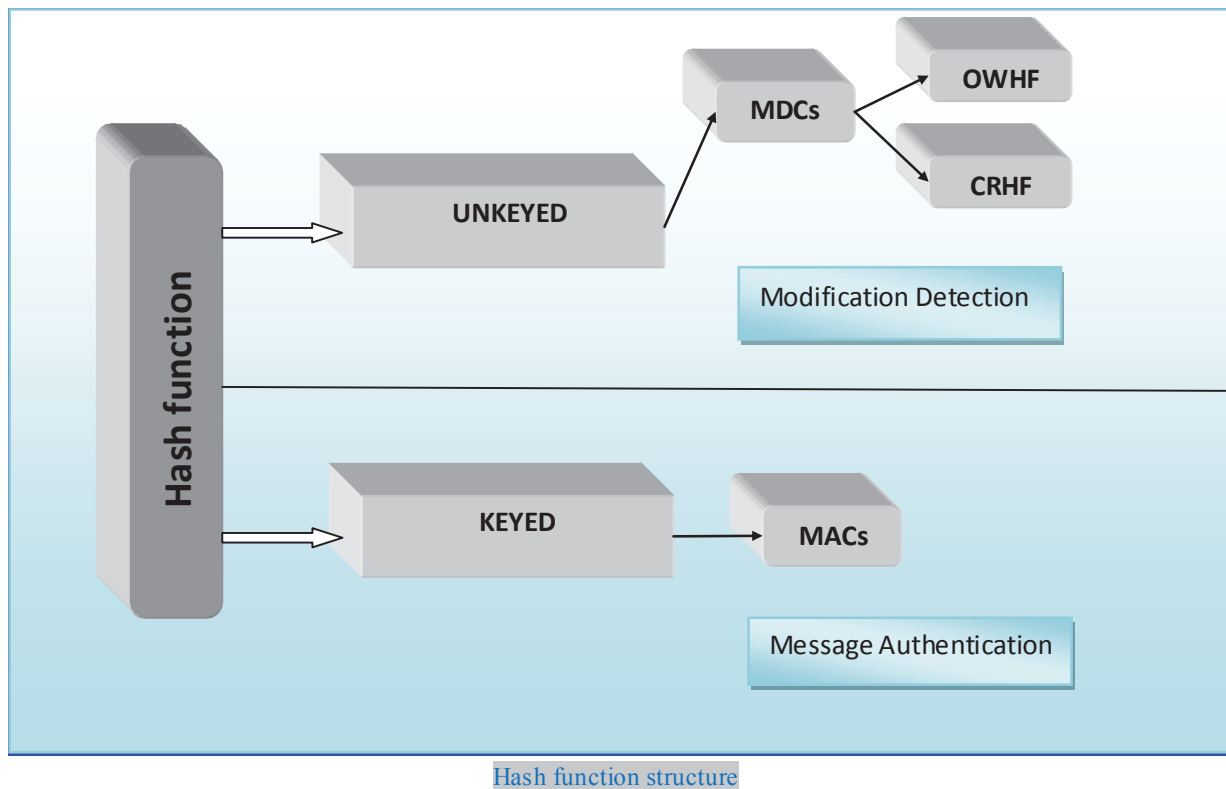 Hash function
UNKEYED
MDCs
OWHF
CRHF
Modification Detection
KEYED
MACs
Message Authentication
Hash function structure